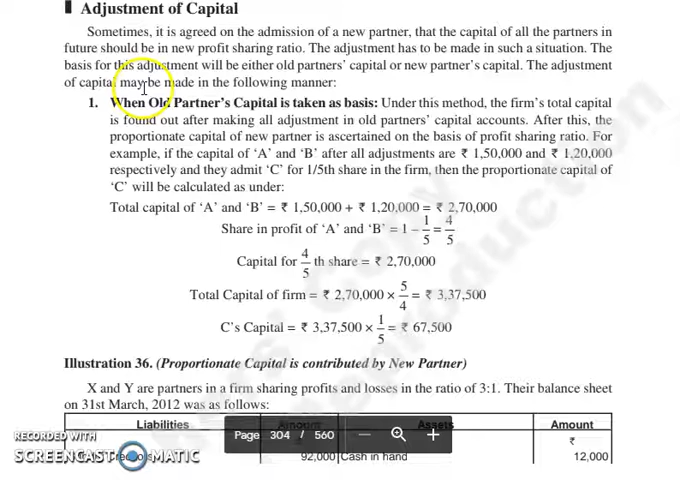 Adjustment of Capital
Sometimes, it is agreed on the admission of a new partner, that the capital of all the partners in
future should be in new profit sharing ratio. The adjustment has to be made in such a situation. The
basis for this adjustment will be either old partners' capital or new partner's capital. The adjustment
of capital may be made in the following manner:
1. When Old Partner's Capital is taken as basis: Under this method, the firm's total capital
is found out after making all adjustment in old partners' capital accounts. After this, the
proportionate capital of new partner is ascertained on the basis of profit sharing ratio. For
example, if the capital of 'A' and 'B' after all adjustments are ₹ 1,50,000 and ₹ 1,20,000
respectively and they admit 'C' for 1/5th share in the firm, then the proportionate capital of
'C' will be calculated as under:
Total capital of 'A' and 'B' = ₹ 1,50,000 + ₹ 1,20,000 = ₹ 2,70,000
Share in profit of 'A' and 'B' = 1 − 1/5 = 4/5
Capital for 4/5 th share = ₹ 2,70,000
Total Capital of firm = ₹ 2,70,000 × 5/4 = ₹ 3,37,500
C's Capital = ₹ 3,37,500 × 1/5 = ₹ 67,500
Illustration 36. (Proportionate Capital is contributed by New Partner)
X and Y are partners in a firm sharing profits and losses in the ratio of 3:1. Their balance sheet
on 31st March, 2012 was as follows:
Liabilities Amount Assets Amount
₹
92,000 Cash in hand 12,000
Page 304 / 560
RECORDED WITH
SCREENCAST MATIC